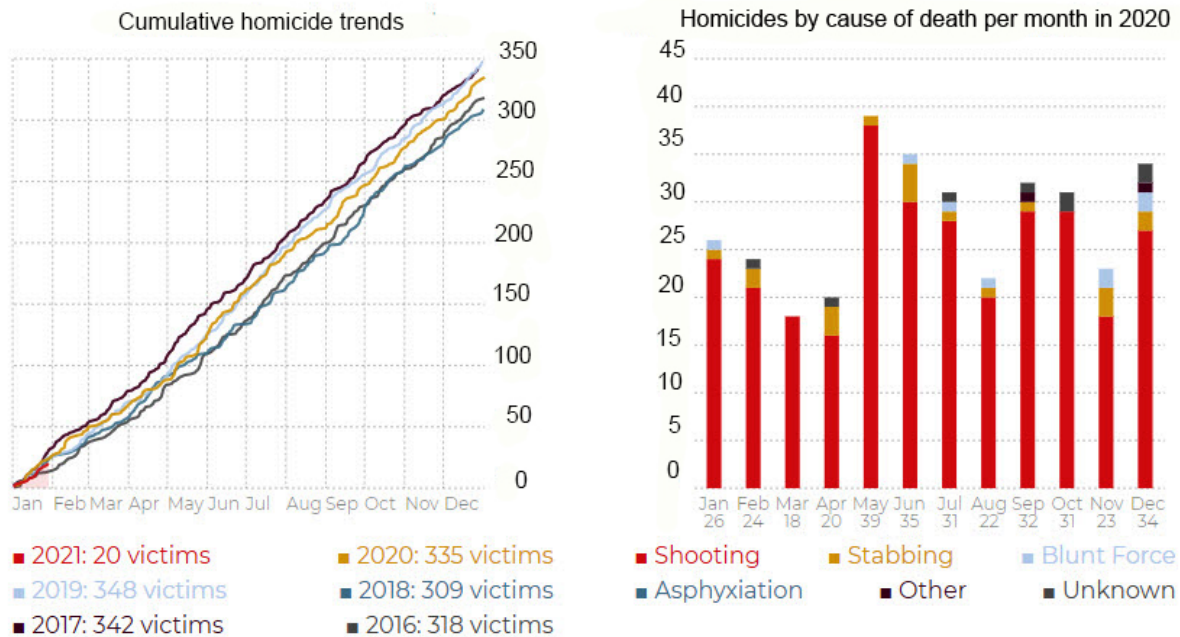 Cumulative homicide trends
350
300
250
200
150
100
50
0
Jan Feb Mar Apr May Jun Jul Aug Sep Oct Nov Dec
■ 2021: 20 victims ■ 2020: 335 victims
■ 2019: 348 victims ■ 2018: 309 victims
■ 2017: 342 victims ■ 2016: 318 victims
Homicides by cause of death per month in 2020
45
40
35
30
25
20
15
10
5
0
Jan Feb Mar Apr May Jun Jul Aug Sep Oct Nov Dec
26 24 18 20 39 35 31 22 32 31 23 34
■ Shooting ■ Stabbing ■ Blunt Force
■ Asphyxiation ■ Other ■ Unknown